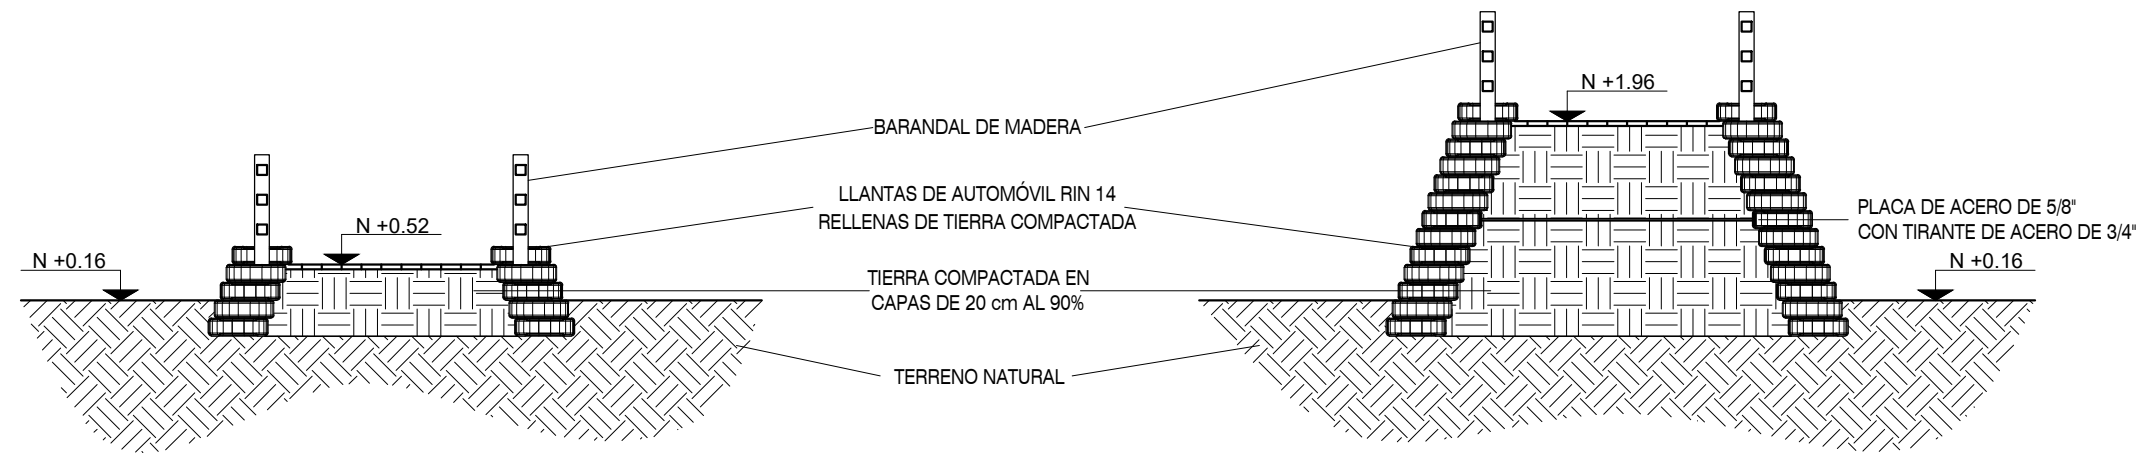 N +1.96
BARANDAL DE MADERA
LLANTAS DE AUTOMÓVIL RIN 14
RELLENAS DE TIERRA COMPACTADA
PLACA DE ACERO DE 5/8"
CON TIRANTE DE ACERO DE 3/4"
N +0.52
N +0.16
N +0.16
TIERRA COMPACTADA EN
CAPAS DE 20 cm AL 90%
TERRENO NATURAL